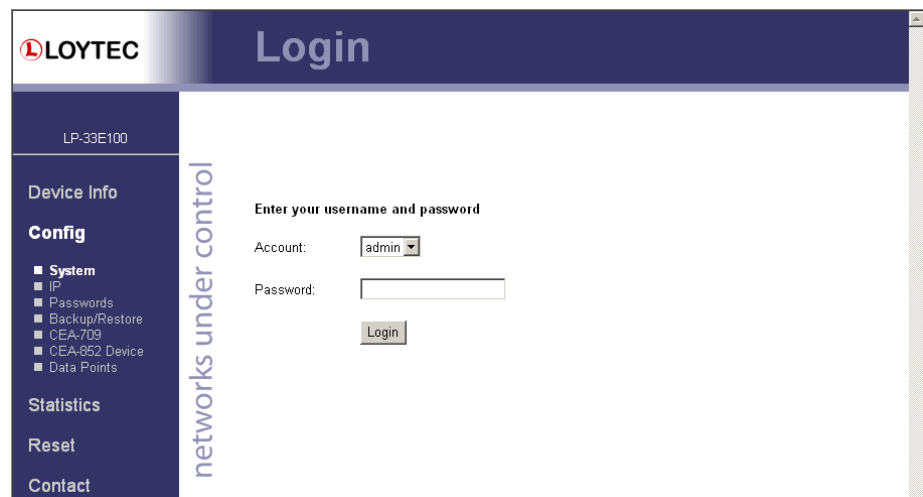 LOYTEC
Login
LP-33E100
Device Info
Config
System
IP
Passwords
Backup/Restore
CEA-709
CEA-852 Device
Data Points
Statistics
Reset
Contact
networks under control
Enter your username and password
Account: admin
Password:
Login